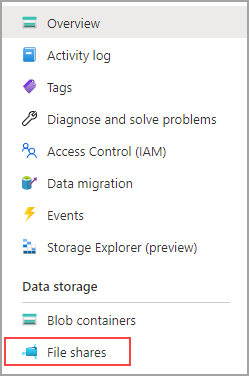 Overview
Activity log
Tags
Diagnose and solve problems
Access Control (IAM)
Data migration
Events
Storage Explorer (preview)
Data storage
Blob containers
File shares